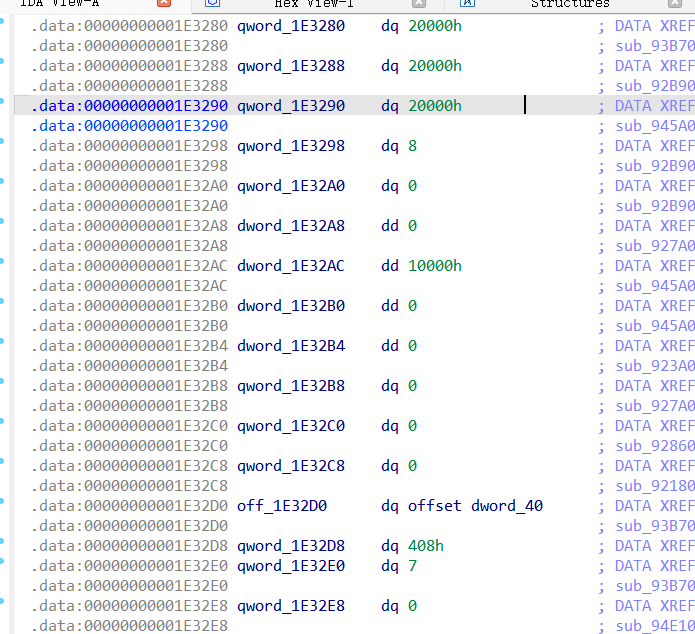 IDA View-A Hex View-1 Structures
.data:00000000001E3280 qword_1E3280 dq 20000h ; DATA XREF
.data:00000000001E3280 ; sub_93B70
.data:00000000001E3288 qword_1E3288 dq 20000h ; DATA XREF
.data:00000000001E3288 ; sub_92B90
.data:00000000001E3290 qword_1E3290 dq 20000h ; DATA XREF
.data:00000000001E3290 ; sub_945A0
.data:00000000001E3298 qword_1E3298 dq 8 ; DATA XREF
.data:00000000001E3298 ; sub_92B90
.data:00000000001E32A0 qword_1E32A0 dq 0 ; DATA XREF
.data:00000000001E32A0 ; sub_92B90
.data:00000000001E32A8 dword_1E32A8 dd 0 ; DATA XREF
.data:00000000001E32A8 ; sub_927A0
.data:00000000001E32AC dword_1E32AC dd 10000h ; DATA XREF
.data:00000000001E32AC ; sub_945A0
.data:00000000001E32B0 dword_1E32B0 dd 0 ; DATA XREF
.data:00000000001E32B0 ; sub_945A0
.data:00000000001E32B4 dword_1E32B4 dd 0 ; DATA XREF
.data:00000000001E32B4 ; sub_923A0
.data:00000000001E32B8 qword_1E32B8 dq 0 ; DATA XREF
.data:00000000001E32B8 ; sub_927A0
.data:00000000001E32C0 qword_1E32C0 dq 0 ; DATA XREF
.data:00000000001E32C0 ; sub_92860
.data:00000000001E32C8 qword_1E32C8 dq 0 ; DATA XREF
.data:00000000001E32C8 ; sub_92180
.data:00000000001E32D0 off_1E32D0 dq offset dword_40 ; DATA XREF
.data:00000000001E32D0 ; sub_93B70
.data:00000000001E32D8 qword_1E32D8 dq 408h ; DATA XREF
.data:00000000001E32E0 qword_1E32E0 dq 7 ; DATA XREF
.data:00000000001E32E0 ; sub_93B70
.data:00000000001E32E8 qword_1E32E8 dq 0 ; DATA XREF
.data:00000000001E32E8 ; sub_94E10